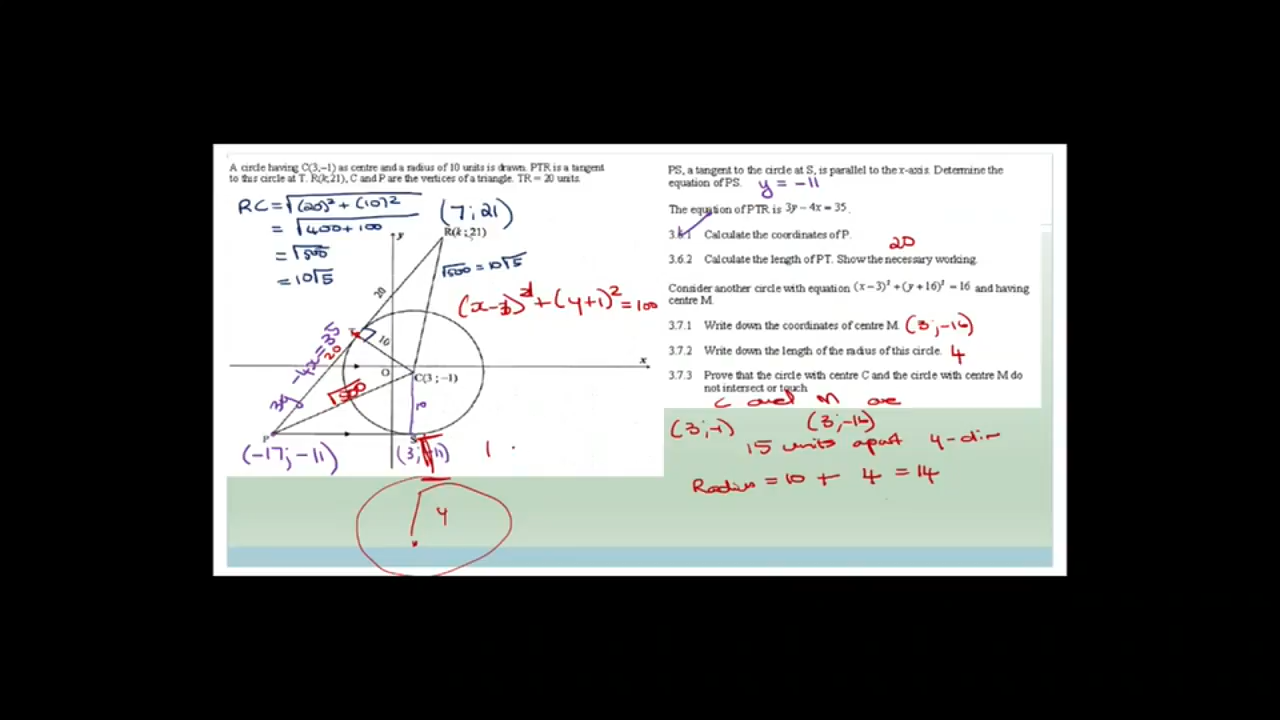 A circle having C(3;–1) as centre and a radius of 10 units is drawn. PTR is a tangent
to this circle at T. R(k;21), C and P are the vertices of a triangle. TR = 20 units.
RC = √(20)² + (10)²
= √400+100
= √500
= 10√5
(7;21)
R(k ; 21)
y
√500 = 10√5
20
(x-3)² + (y+1)² = 100
T
10
20
3y -4x=35
O
x
C(3 ; –1)
√500
10
P
S
(-17;-11)
(3;-11)
4
PS, a tangent to the circle at S, is parallel to the x-axis. Determine the
equation of PS.
y = -11
The equation of PTR is 3y – 4x = 35.
3.6.1 Calculate the coordinates of P.
20
3.6.2 Calculate the length of PT. Show the necessary working.
Consider another circle with equation (x–3)² + (y+16)² = 16 and having
centre M.
3.7.1 Write down the coordinates of centre M. (3;-16)
3.7.2 Write down the length of the radius of this circle. 4
3.7.3 Prove that the circle with centre C and the circle with centre M do
not intersect or touch
C and M are
(3;-1) (3;-16)
15 units apart y-dir
Radius = 10 + 4 = 14